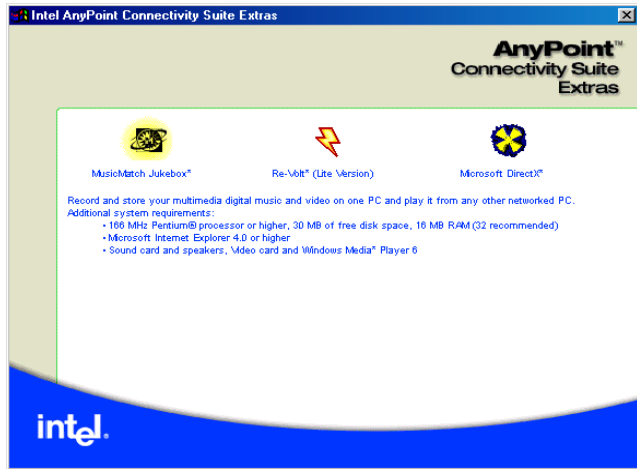 Intel AnyPoint Connectivity Suite Extras
AnyPoint™
Connectivity Suite
Extras
MusicMatch Jukebox*
Re-Volt* (Lite Version)
Microsoft DirectX*
Record and store your multimedia digital music and video on one PC and play it from any other networked PC.
Additional system requirements:
• 166 MHz Pentium® processor or higher, 30 MB of free disk space, 16 MB RAM (32 recommended)
• Microsoft Internet Explorer 4.0 or higher
• Sound card and speakers, Video card and Windows Media* Player 6
intel.